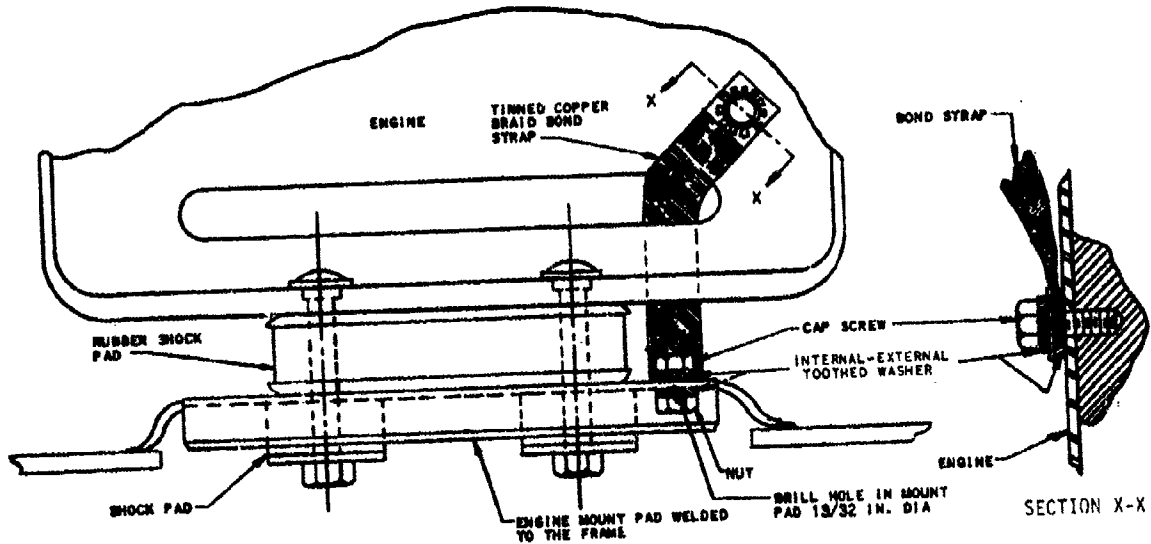 ENGINE
TINNED COPPER
BRAID BOND
STRAP
X
X
BOND STRAP
RUBBER SHOCK
PAD
CAP SCREW
INTERNAL-EXTERNAL
TOOTHED WASHER
SHOCK PAD
ENGINE MOUNT PAD WELDED
TO THE FRAME
NUT
DRILL HOLE IN MOUNT
PAD 13/32 IN. DIA
ENGINE
SECTION X-X